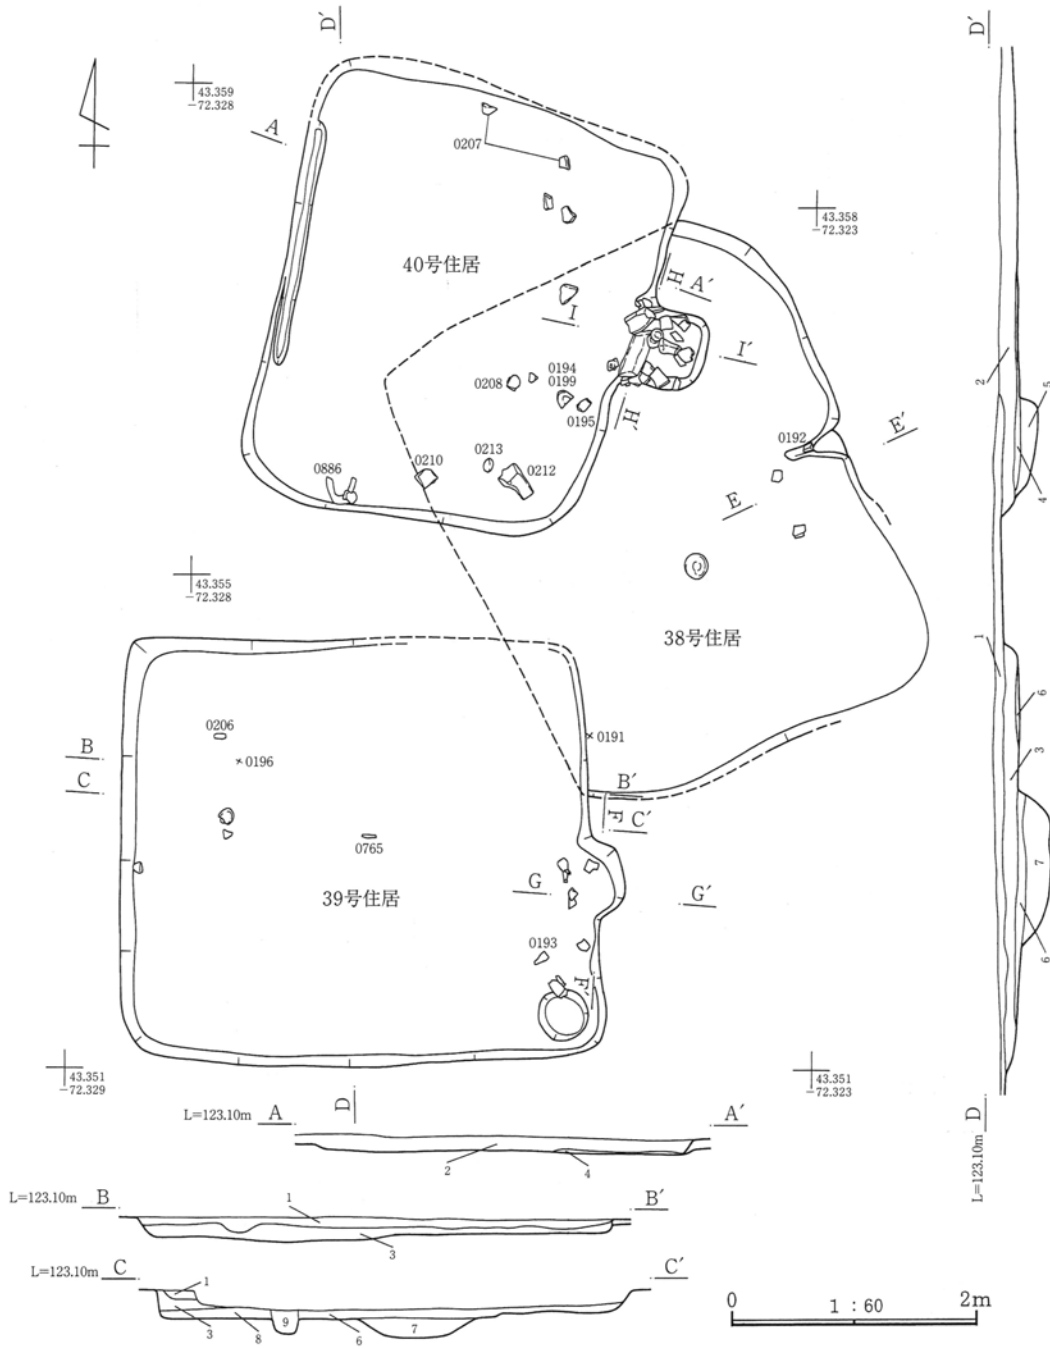 D′
D′
43.359
−72.328
A
0207
43.358
−72.323
40号住居
H
A′
I
I′
0194
0199
0208
0195
H′
0192
E′
0213
0210
0212
0886
E
2
5
4
43.355
−72.328
38号住居
1
6
3
0206
0191
B
0196
C
B′
F
C′
0765
7
39号住居
G
G′
6
0193
F′
43.351
−72.329
43.351
−72.323
D
D
L=123.10m
L=123.10m A
A′
2
4
L=123.10m B
1
B′
3
L=123.10m C
1
C′
3
8
9
6
7
0
1 : 60
2m